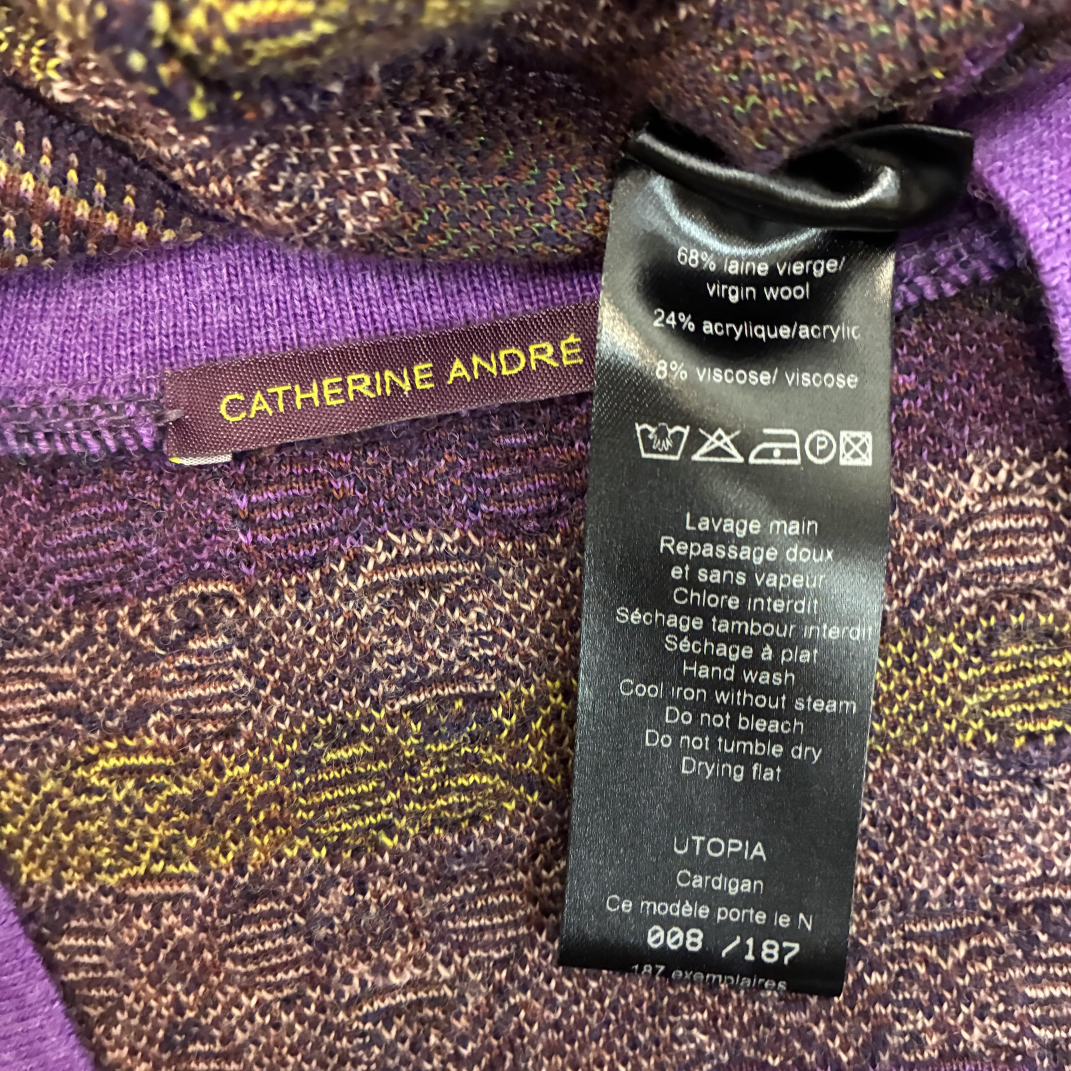 CATHERINE ANDRÉ
68% laine vierge/
virgin wool
24% acrylique/acrylic
8% viscose/ viscose
P
Lavage main
Repassage doux
et sans vapeur
Chlore interdit
Séchage tambour interdit
Séchage à plat
Hand wash
Cool iron without steam
Do not bleach
Do not tumble dry
Drying flat
UTOPIA
Cardigan
Ce modèle porte le N
008 /187
187 exemplaires